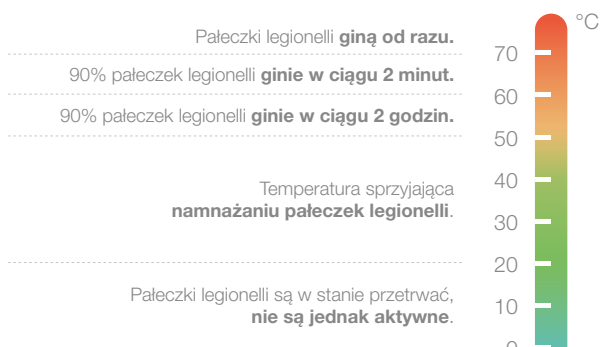 °C
Pałeczki legionelli giną od razu.
70
90% pałeczek legionelli ginie w ciągu 2 minut.
60
90% pałeczek legionelli ginie w ciągu 2 godzin.
50
40
Temperatura sprzyjająca
namnażaniu pałeczek legionelli.
30
20
Pałeczki legionelli są w stanie przetrwać,
10
nie są jednak aktywne.
0